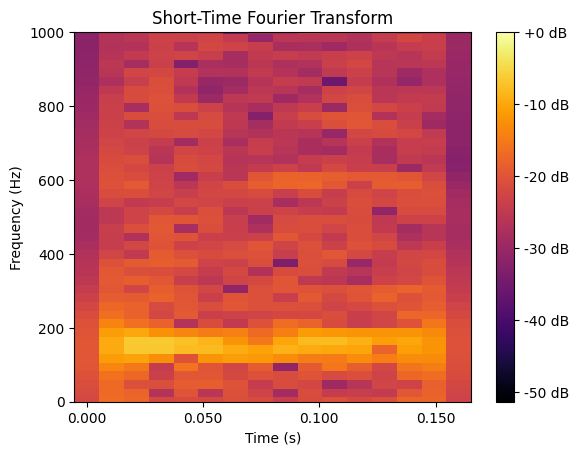 Short-Time Fourier Transform
1000
800
600
400
200
0
Frequency (Hz)
0.000
0.050
0.100
0.150
Time (s)
+0 dB
-10 dB
-20 dB
-30 dB
-40 dB
-50 dB